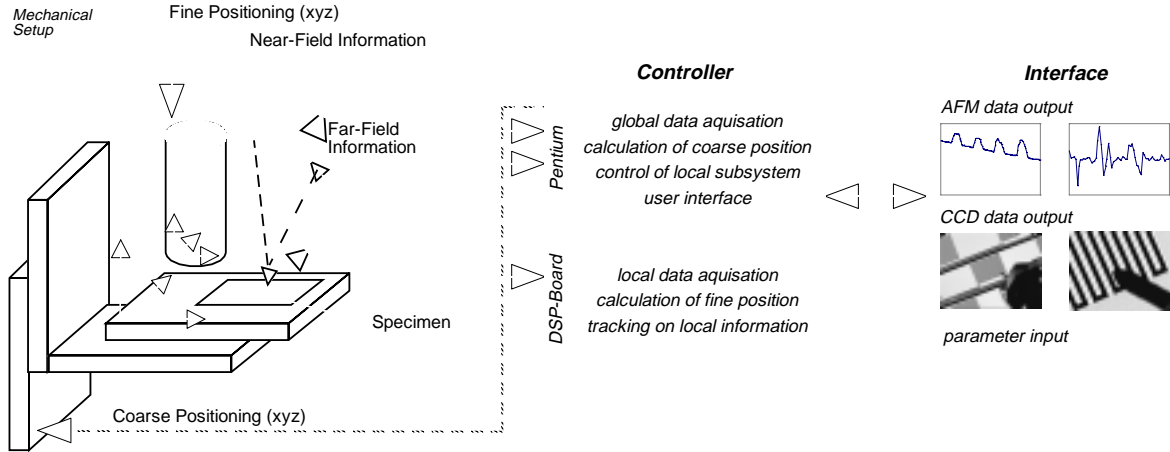 Mechanical
Setup
Fine Positioning (xyz)
Near-Field Information
Far-Field
Information
Specimen
Coarse Positioning (xyz)
Controller
Pentium
global data aquisation
calculation of coarse position
control of local subsystem
user interface
DSP-Board
local data aquisation
calculation of fine position
tracking on local information
Interface
AFM data output
CCD data output
parameter input